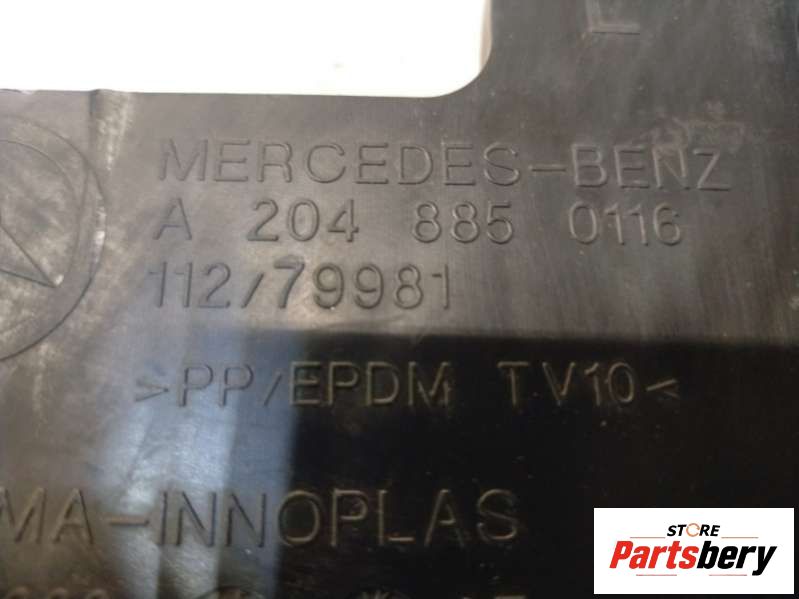 L
MERCEDES-BENZ
A 204 885 0116
112/79981
>PP/EPDM TV10<
MA-INNOPLAS
STORE
Partsbery